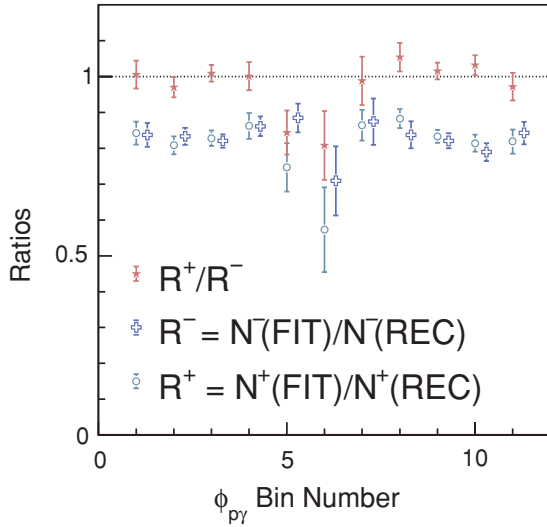 1
Ratios
0.5
R⁺/R⁻
R⁻ = N⁻(FIT)/N⁻(REC)
R⁺ = N⁺(FIT)/N⁺(REC)
0
0 5 10
ϕpγ Bin Number